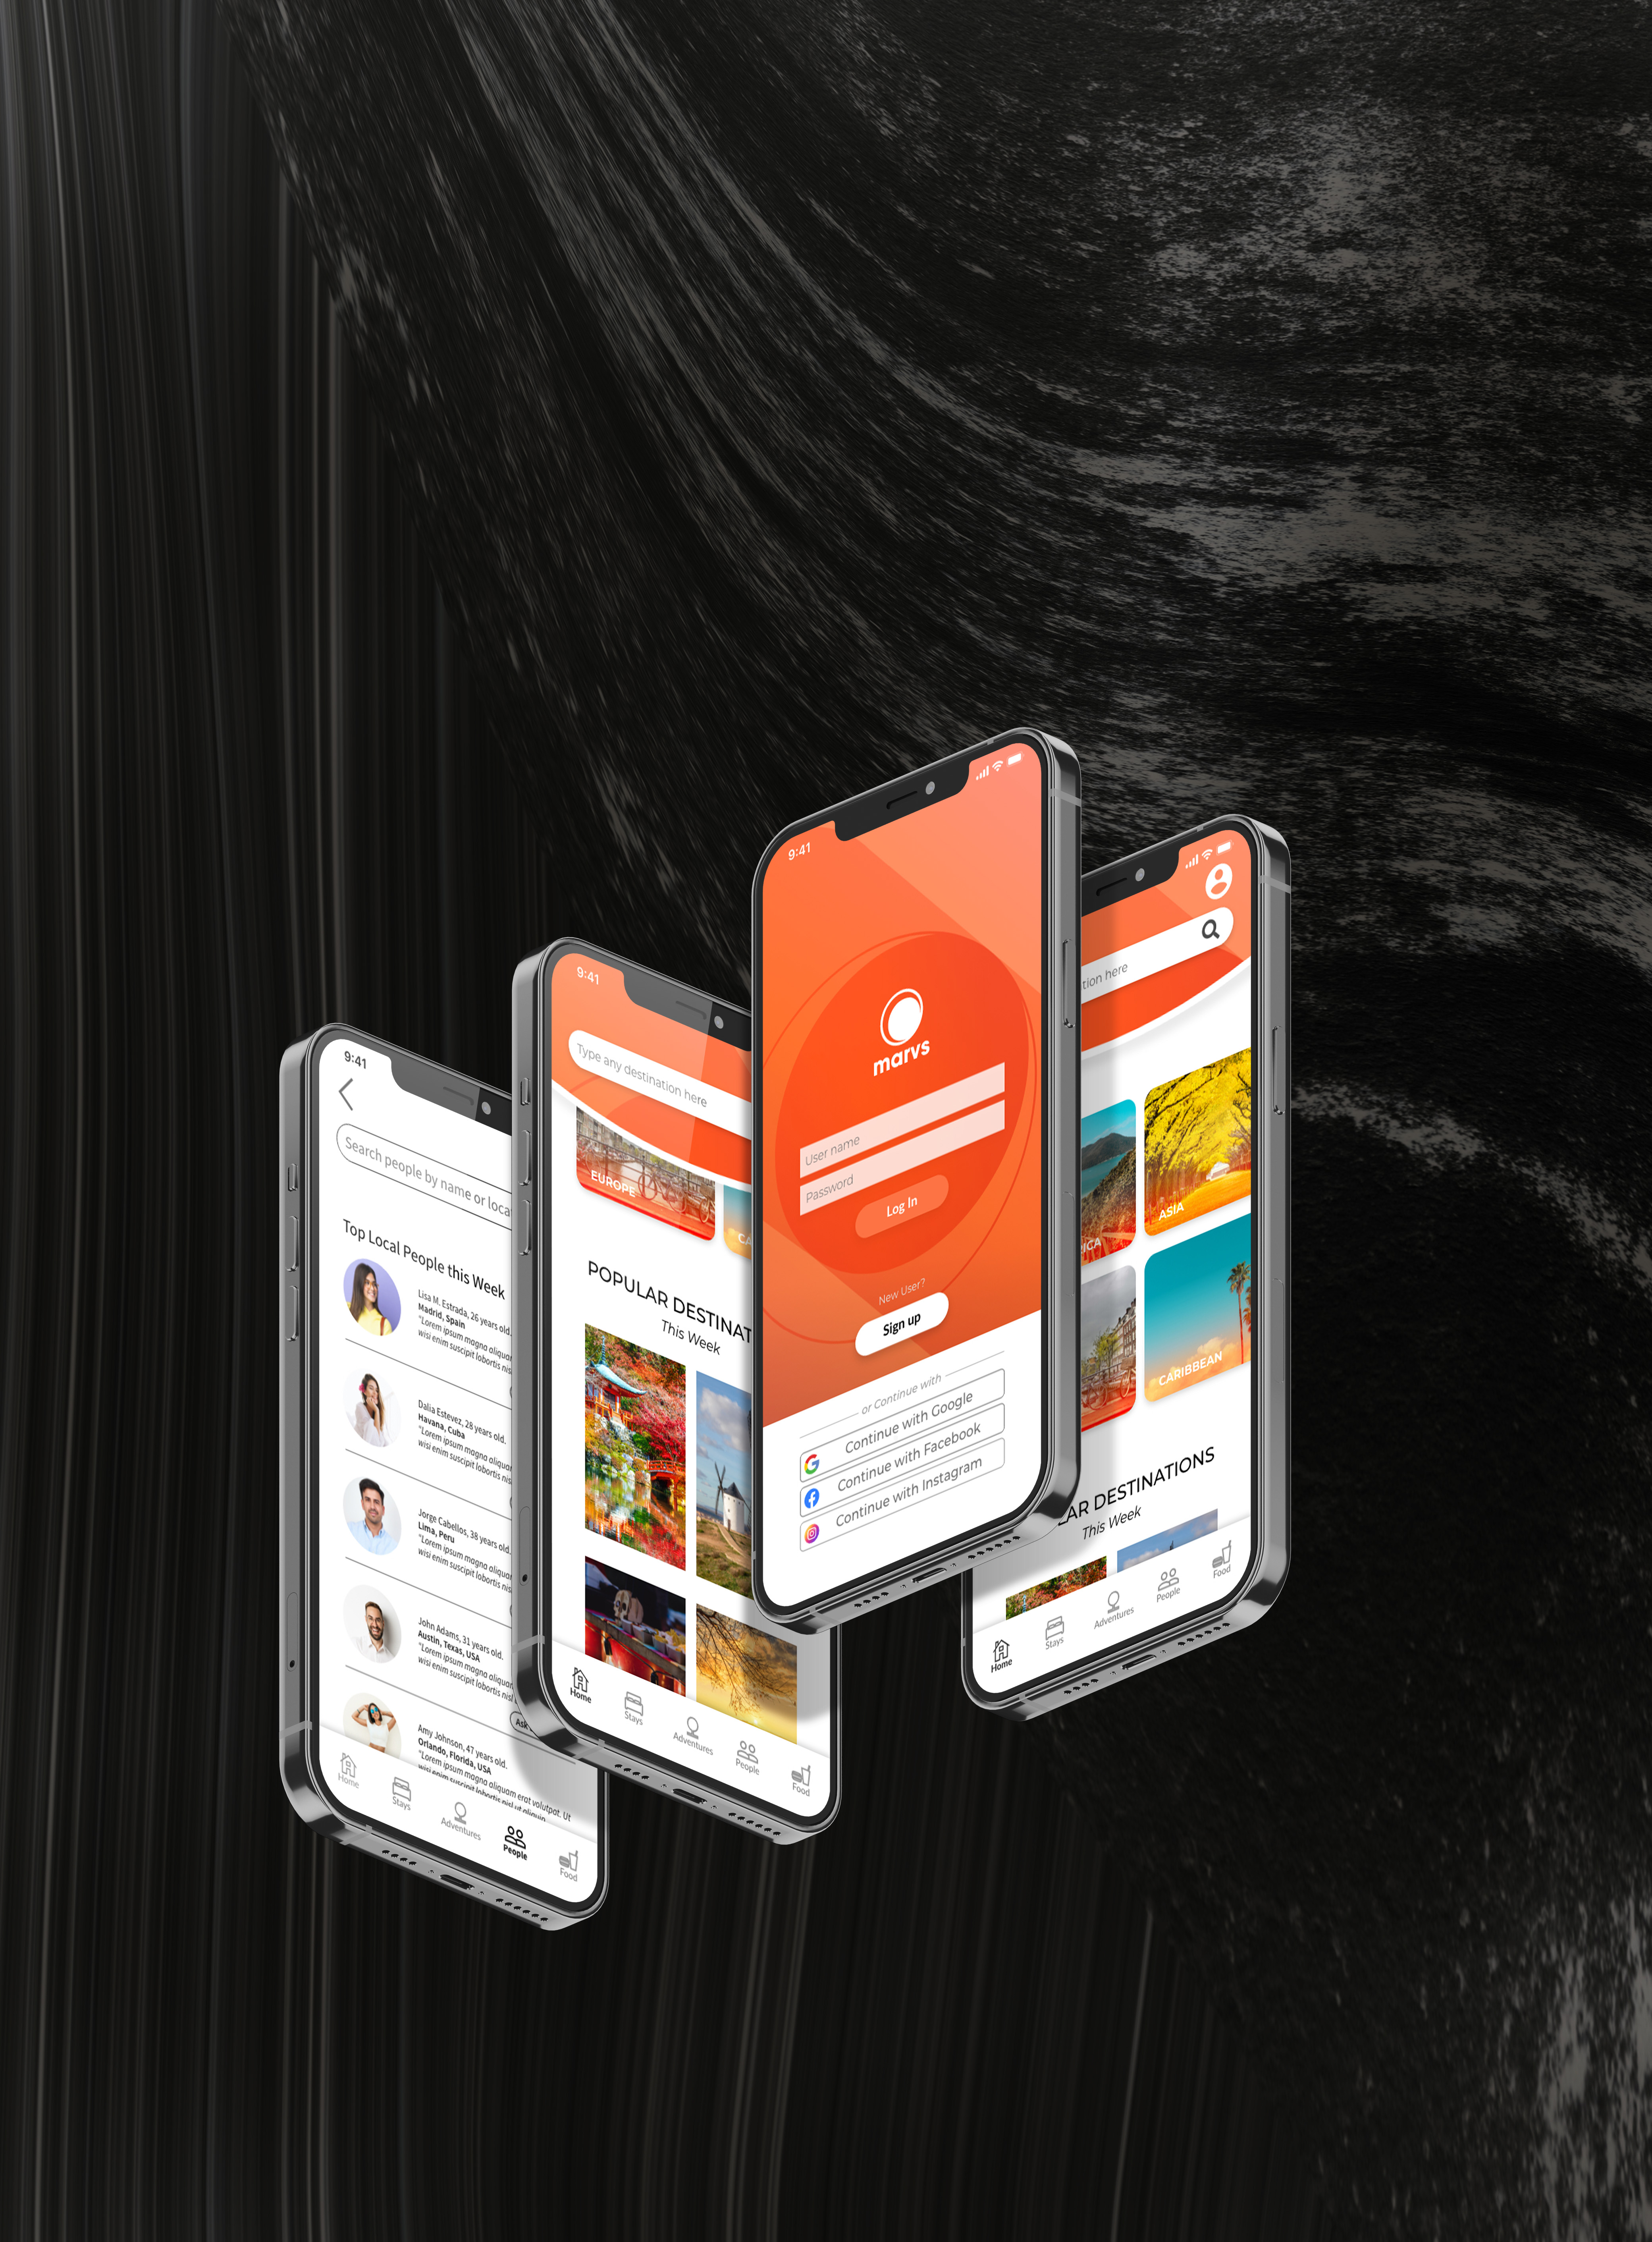 9:41
Search people by name or loca
Top Local People this Week
Lisa M. Estrada, 26 years old.
Madrid, Spain
"Lorem ipsum magna aliquam
wisi enim suscipit lobortis nis
Dalia Estevez, 28 years old.
Havana, Cuba
"Lorem ipsum magna aliquam
wisi enim suscipit lobortis nis
Jorge Cabellos, 38 years old.
Lima, Peru
"Lorem ipsum magna aliquam
wisi enim suscipit lobortis nis
John Adams, 31 years old.
Austin, Texas, USA
"Lorem ipsum magna aliquam
wisi enim suscipit lobortis nisl
Ask
Amy Johnson, 47 years old.
Orlando, Florida, USA
"Lorem ipsum magna aliquam erat volutpat. Ut
wisi enim suscipit lobortis nisl ut aliquip
Home
Stays
Adventures
People
Food
9:41
Type any destination here
EUROPE
CA
POPULAR DESTINAT
This Week
Home
Stays
Adventures
People
Food
9:41
marvs
User name
Password
Log In
New User?
Sign up
or Continue with
Continue with Google
Continue with Facebook
Continue with Instagram
tion here
ICA
ASIA
CARIBBEAN
LAR DESTINATIONS
This Week
Home
Stays
Adventures
People
Food